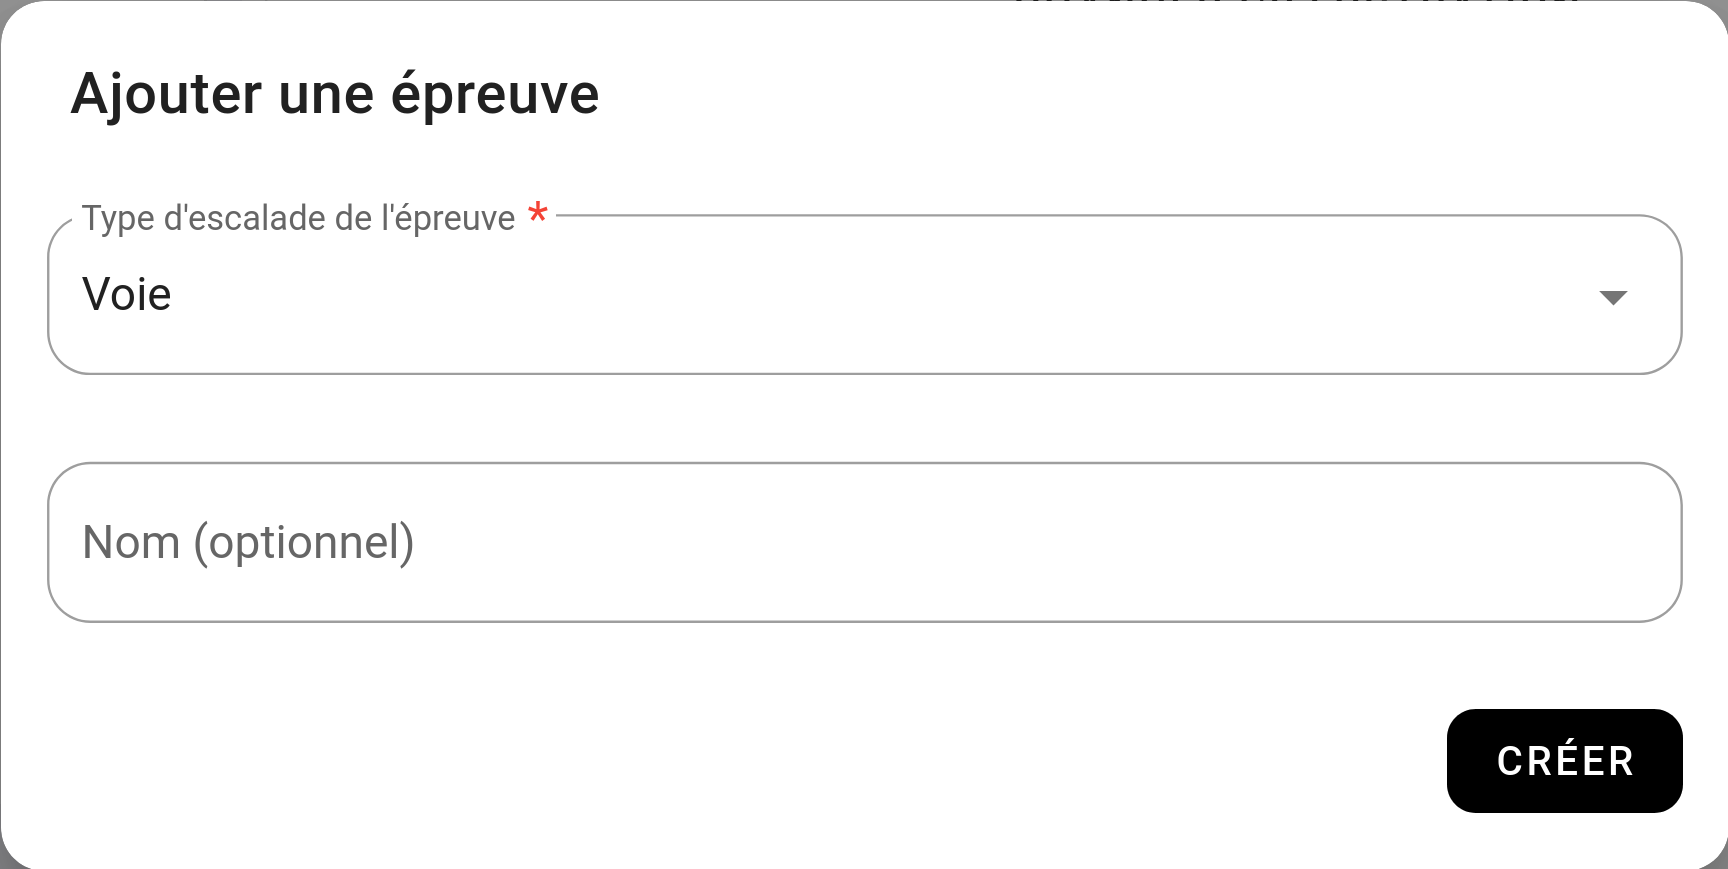 Ajouter une épreuve
Type d'escalade de l'épreuve *
Voie
Nom (optionnel)
CRÉER